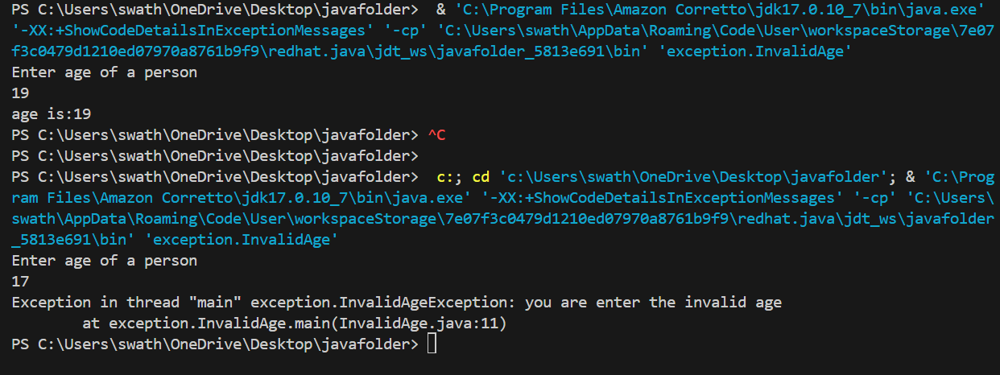 PS C:\Users\swath\OneDrive\Desktop\javafolder>  & 'C:\Program Files\Amazon Corretto\jdk17.0.10_7\bin\java.exe'
'-XX:+ShowCodeDetailsInExceptionMessages' '-cp' 'C:\Users\swath\AppData\Roaming\Code\User\workspaceStorage\7e07
f3c0479d1210ed07970a8761b9f9\redhat.java\jdt_ws\javafolder_5813e691\bin' 'exception.InvalidAge'
Enter age of a person
19
age is:19
PS C:\Users\swath\OneDrive\Desktop\javafolder> ^C
PS C:\Users\swath\OneDrive\Desktop\javafolder>
PS C:\Users\swath\OneDrive\Desktop\javafolder>  c:; cd 'c:\Users\swath\OneDrive\Desktop\javafolder'; & 'C:\Prog
ram Files\Amazon Corretto\jdk17.0.10_7\bin\java.exe' '-XX:+ShowCodeDetailsInExceptionMessages' '-cp' 'C:\Users\
swath\AppData\Roaming\Code\User\workspaceStorage\7e07f3c0479d1210ed07970a8761b9f9\redhat.java\jdt_ws\javafolder
_5813e691\bin' 'exception.InvalidAge'
Enter age of a person
17
Exception in thread "main" exception.InvalidAgeException: you are enter the invalid age
        at exception.InvalidAge.main(InvalidAge.java:11)
PS C:\Users\swath\OneDrive\Desktop\javafolder>